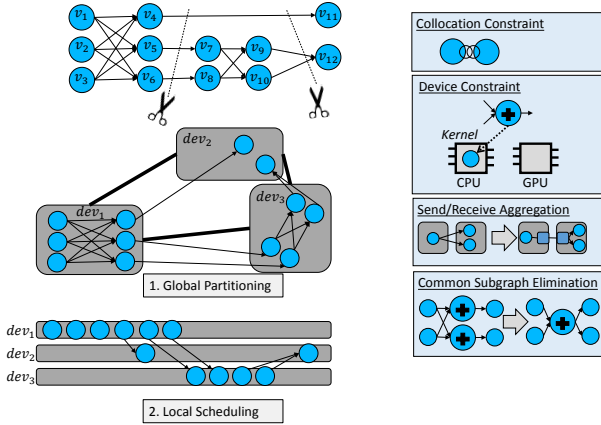 v1 v4 v11
v2 v5 v7 v9
v12
v3 v6 v8 v10
dev2
dev1
dev3
1. Global Partitioning
dev1
dev2
dev3
2. Local Scheduling
Collocation Constraint
Device Constraint
Kernel
CPU GPU
Send/Receive Aggregation
Common Subgraph Elimination